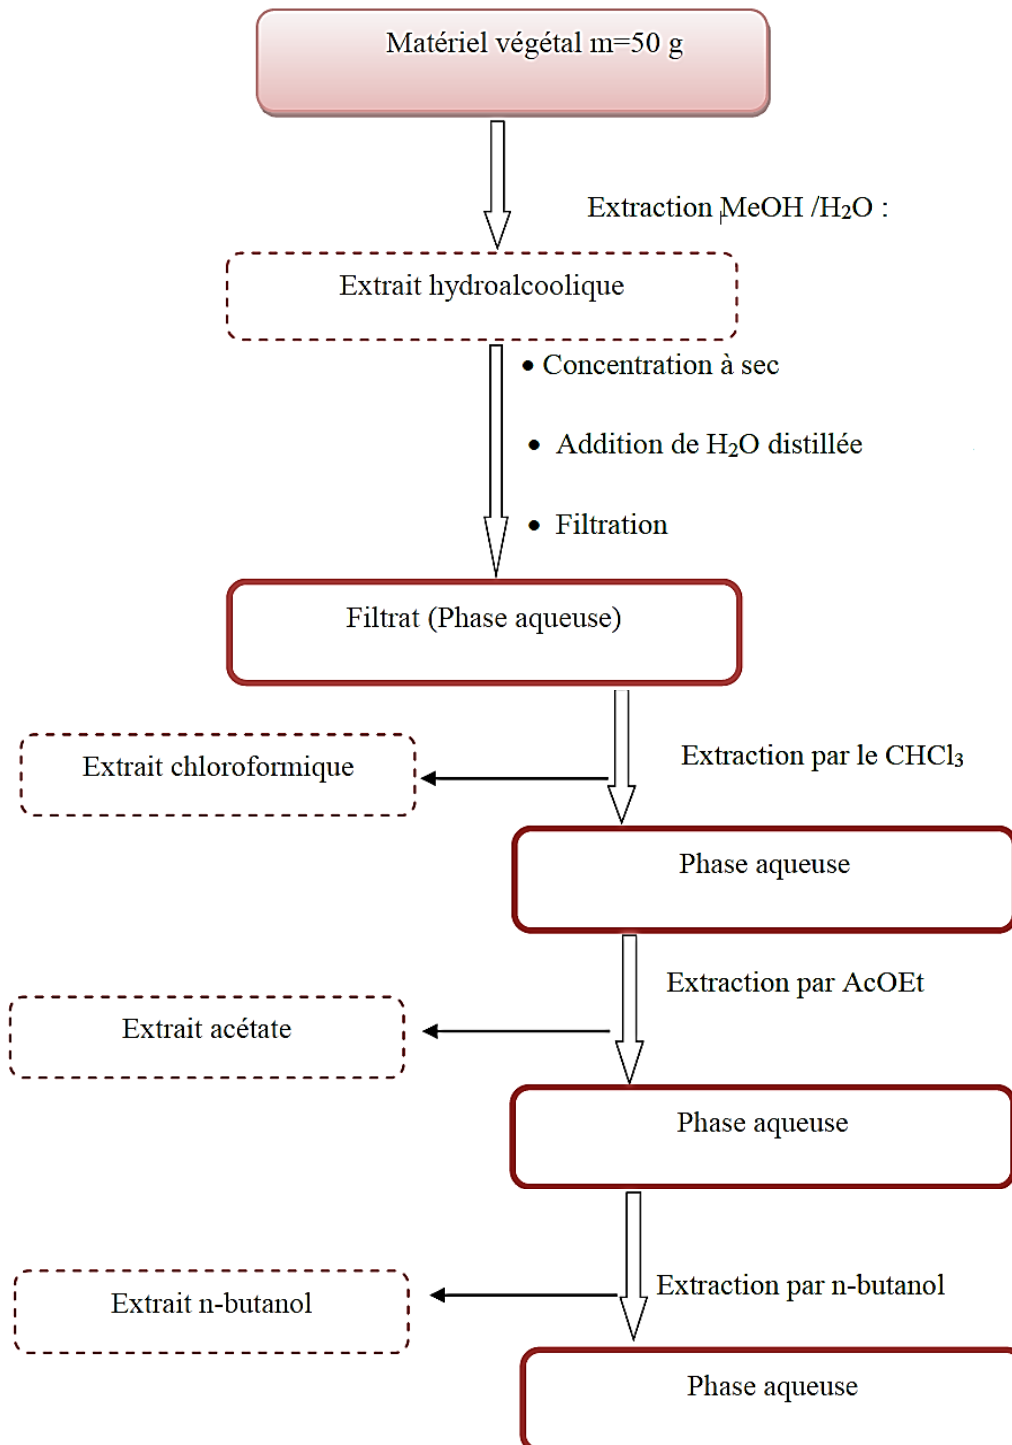 Matériel végétal m=50 g
Extraction MeOH /H₂O :
Extrait hydroalcoolique
• Concentration à sec
• Addition de H₂O distillée
• Filtration
Filtrat (Phase aqueuse)
Extraction par le CHCl₃
Extrait chloroformique
Phase aqueuse
Extraction par AcOEt
Extrait acétate
Phase aqueuse
Extraction par n-butanol
Extrait n-butanol
Phase aqueuse